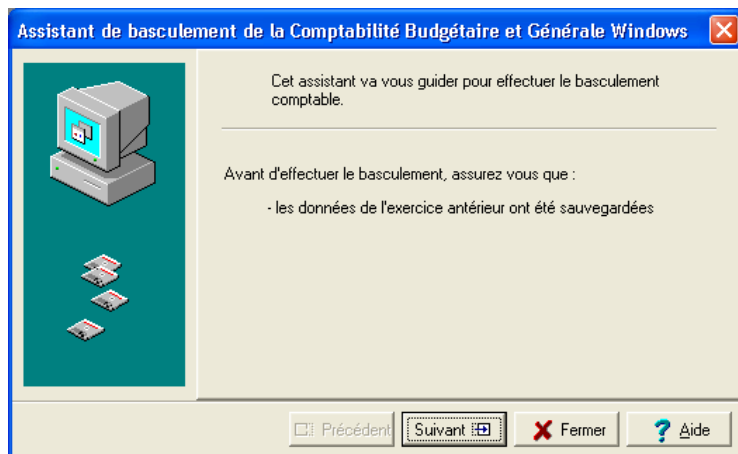 Assistant de basculement de la Comptabilité Budgétaire et Générale Windows
Cet assistant va vous guider pour effectuer le basculement
comptable.
Avant d'effectuer le basculement, assurez vous que :
- les données de l'exercice antérieur ont été sauvegardées
Précédent Suivant Fermer ? Aide